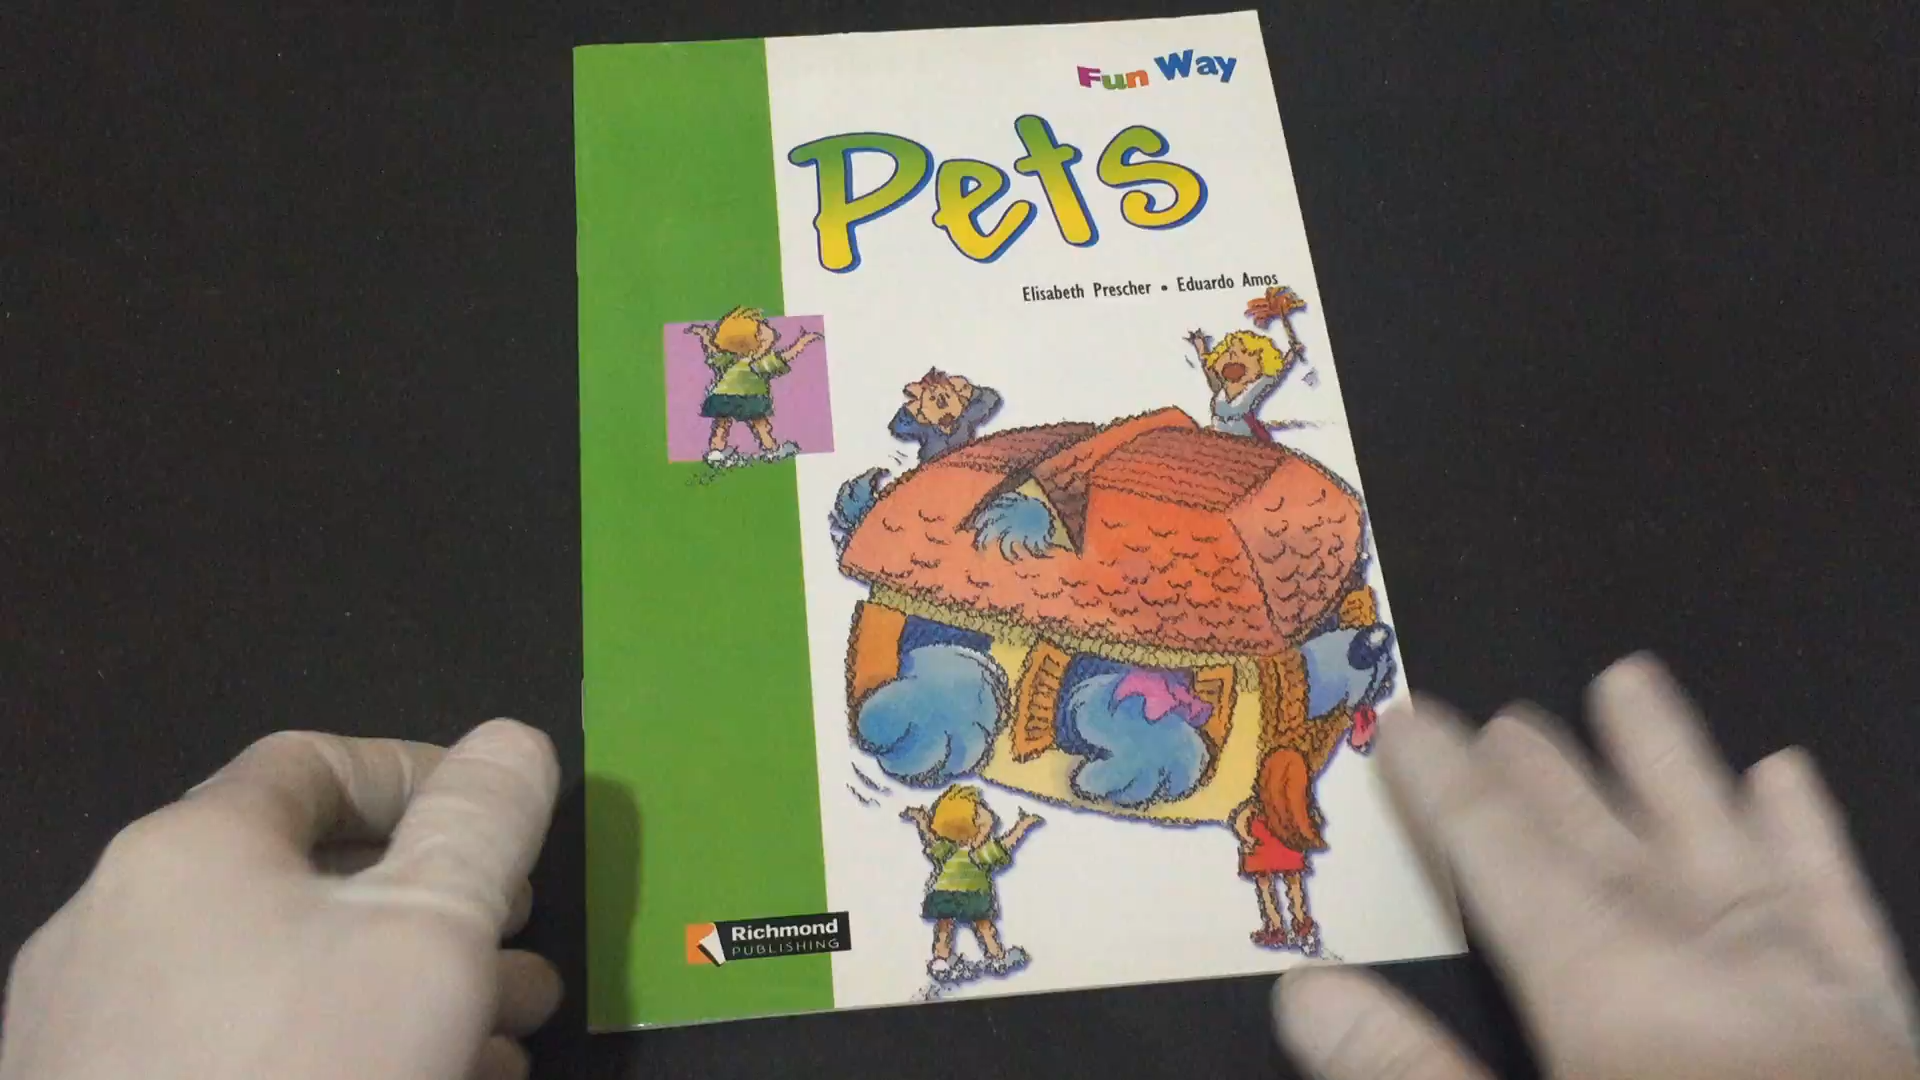 Fun Way
Pets
Elisabeth Prescher • Eduardo Amos
Richmond
PUBLISHING